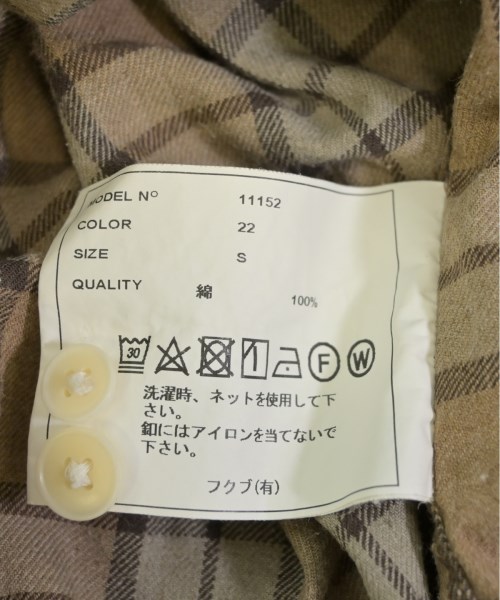 MODEL Nº 11152
COLOR 22
SIZE S
QUALITY 綿 100%
30 F W
洗濯時、ネットを使用して下
さい。
釦にはアイロンを当てないで
下さい。
フクブ(有)